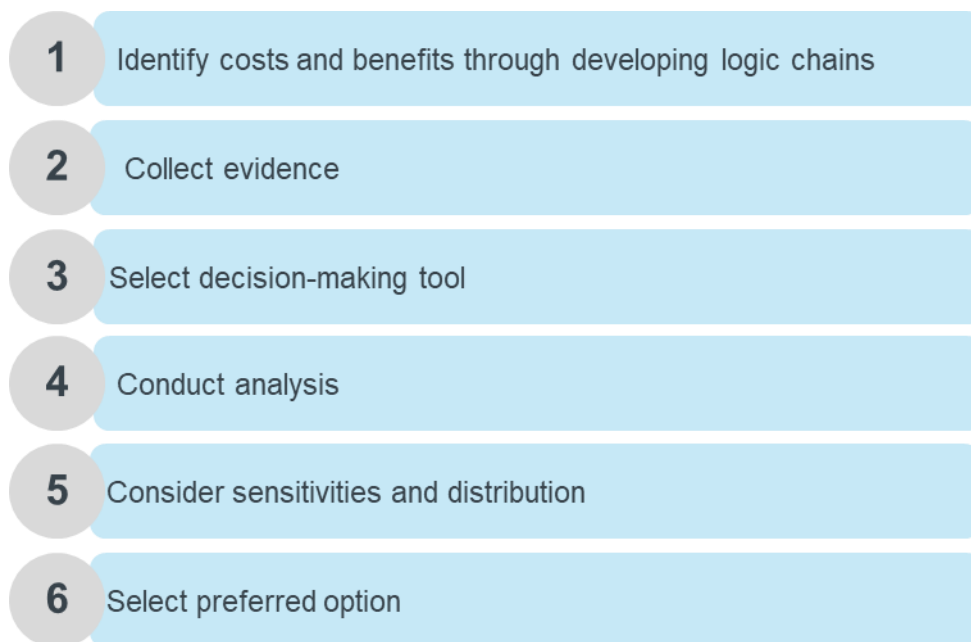 1 Identify costs and benefits through developing logic chains
2 Collect evidence
3 Select decision-making tool
4 Conduct analysis
5 Consider sensitivities and distribution
6 Select preferred option